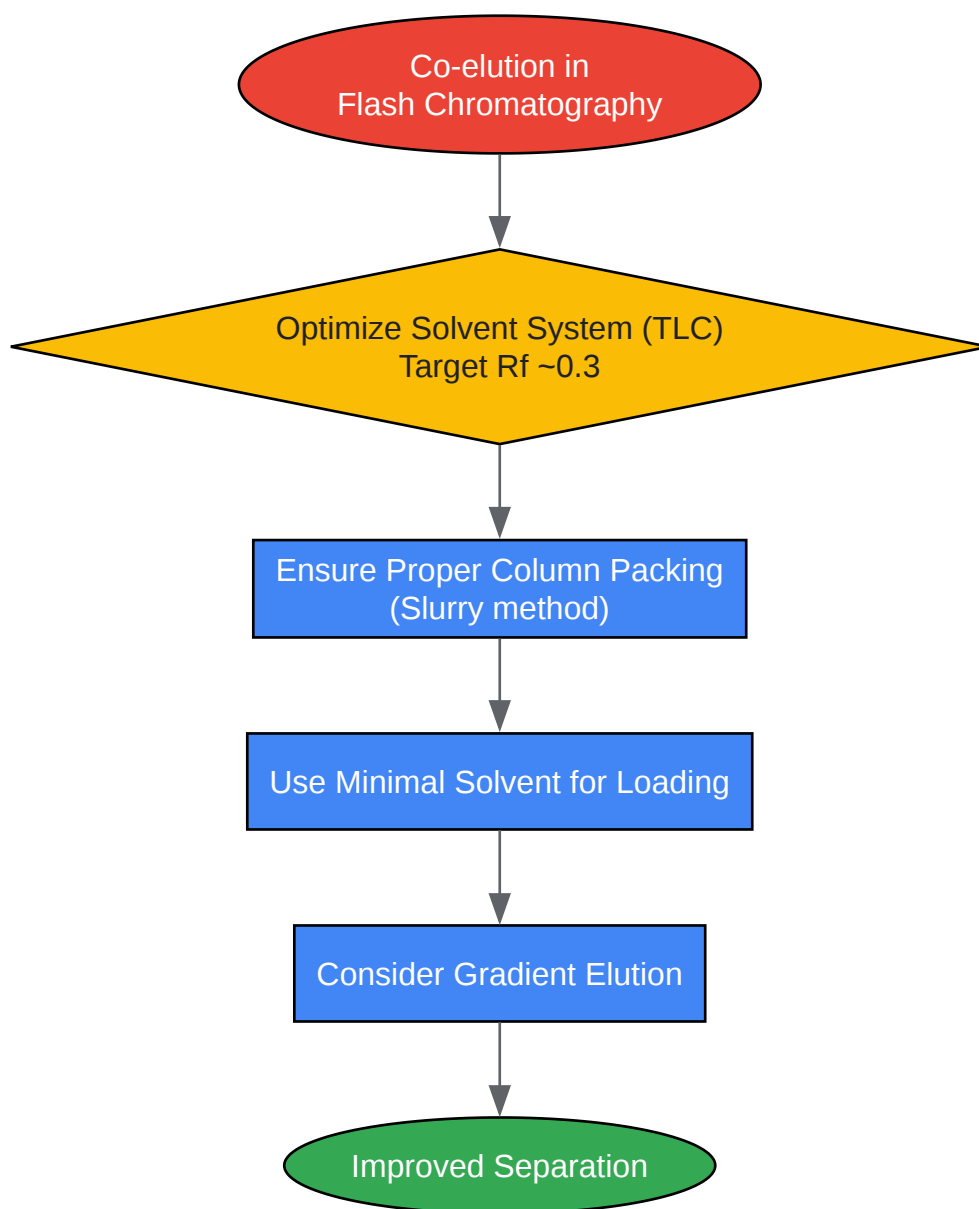 Co-elution in
Flash Chromatography
Optimize Solvent System (TLC)
Target Rf ~0.3
Ensure Proper Column Packing
(Slurry method)
Use Minimal Solvent for Loading
Consider Gradient Elution
Improved Separation